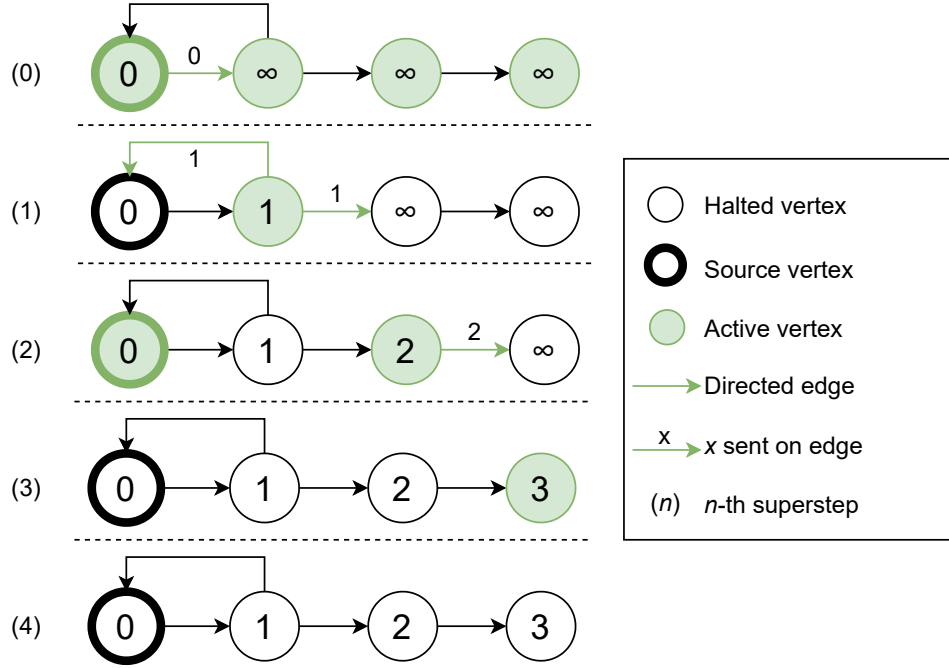 0
(0) 0 ∞ ∞ ∞
1 1
(1) 0 1 ∞ ∞
2
(2) 0 1 2 ∞
(3) 0 1 2 3
(4) 0 1 2 3
Halted vertex
Source vertex
Active vertex
Directed edge
x x sent on edge
(n) n-th superstep